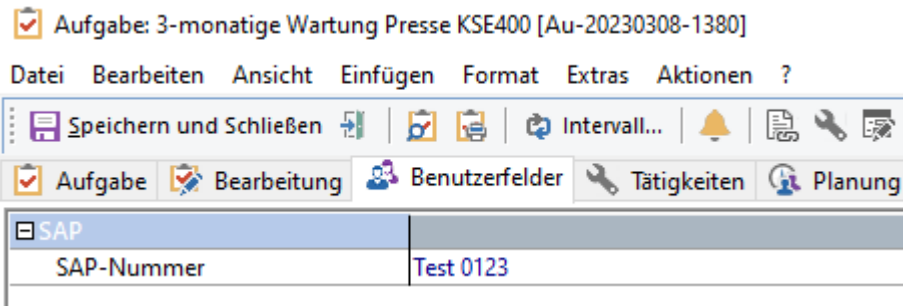 Aufgabe: 3-monatige Wartung Presse KSE400 [Au-20230308-1380]
Datei Bearbeiten Ansicht Einfügen Format Extras Aktionen ?
Speichern und Schließen Intervall...
Aufgabe Bearbeitung Benutzerfelder Tätigkeiten Planung
SAP
SAP-Nummer Test 0123